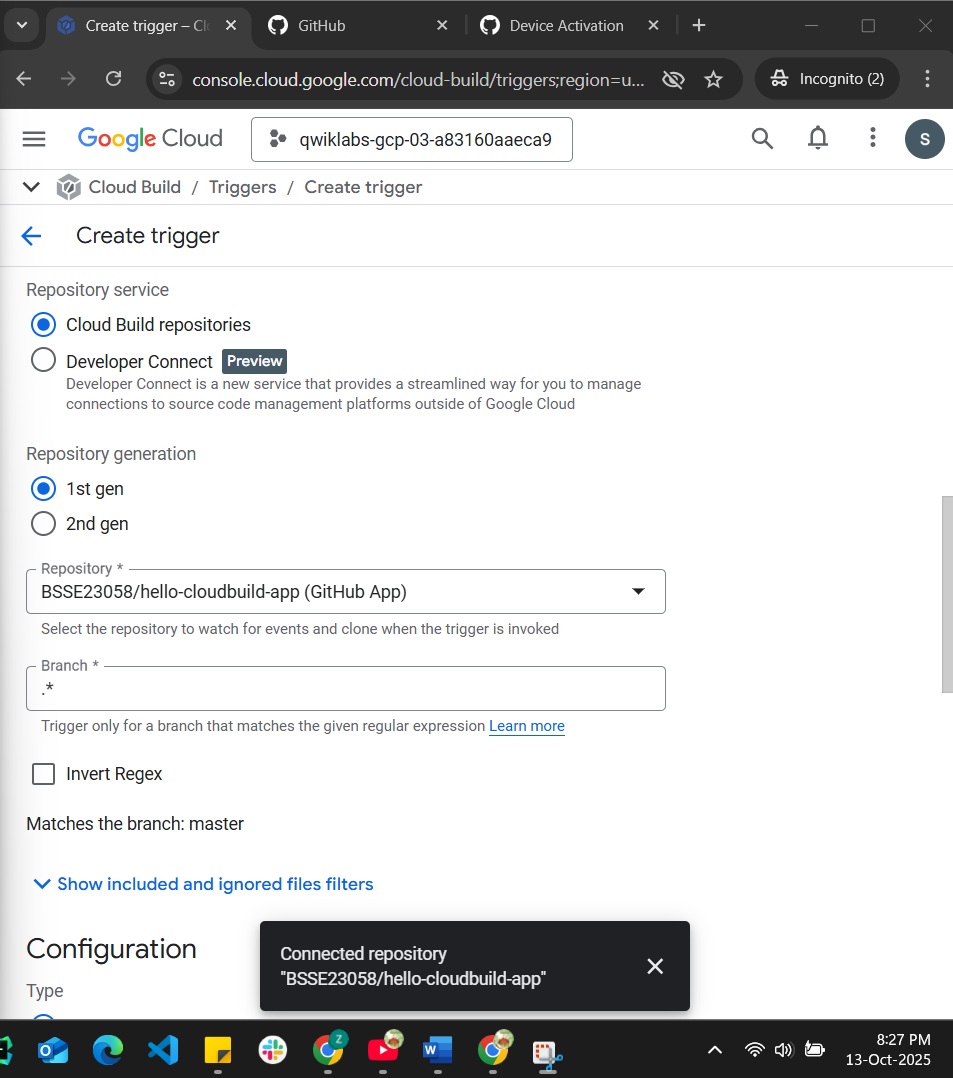 Create trigger – Clo
GitHub
Device Activation
console.cloud.google.com/cloud-build/triggers;region=u...
Incognito (2)
Google Cloud
qwiklabs-gcp-03-a83160aaeca9
S
Cloud Build / Triggers / Create trigger
Create trigger
Repository service
Cloud Build repositories
Developer Connect Preview
Developer Connect is a new service that provides a streamlined way for you to manage
connections to source code management platforms outside of Google Cloud
Repository generation
1st gen
2nd gen
Repository *
BSSE23058/hello-cloudbuild-app (GitHub App)
Select the repository to watch for events and clone when the trigger is invoked
Branch *
.*
Trigger only for a branch that matches the given regular expression Learn more
Invert Regex
Matches the branch: master
Show included and ignored files filters
Configuration
Type
Connected repository
"BSSE23058/hello-cloudbuild-app"
Z
8:27 PM
13-Oct-2025